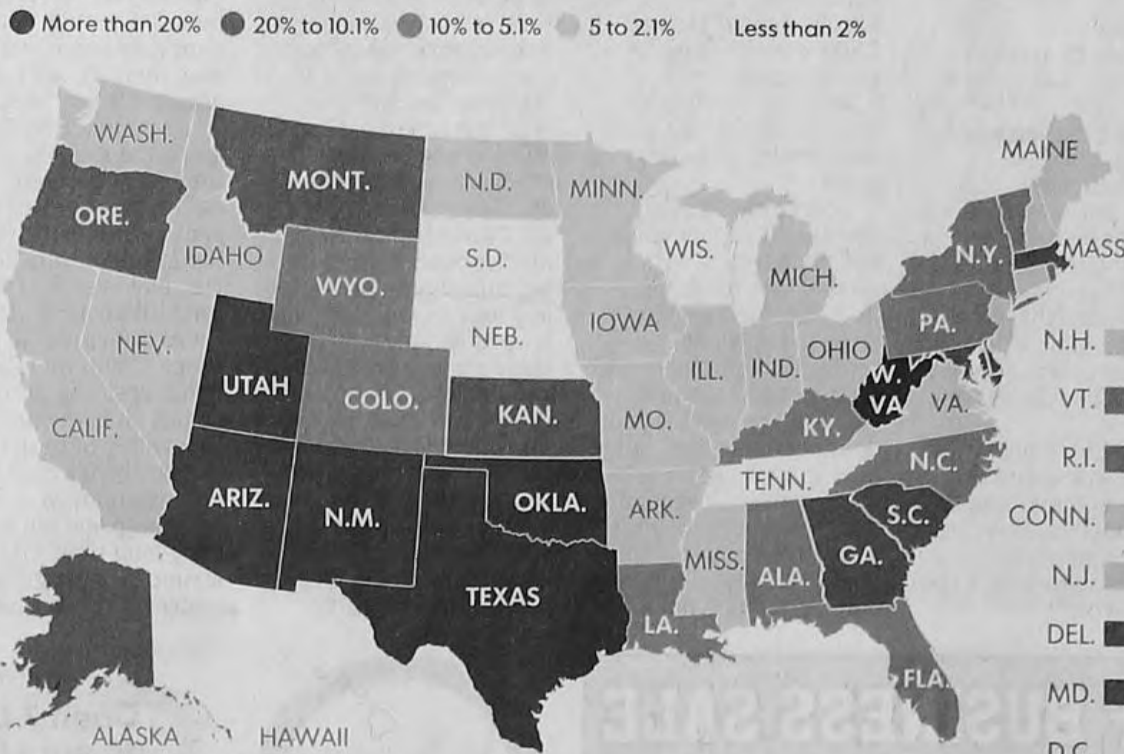 More than 20% 20% to 10.1% 10% to 5.1% 5 to 2.1% Less than 2%
WASH.
MONT.
N.D.
MINN.
MAINE
ORE.
IDAHO
WYO.
S.D.
WIS.
MICH.
N.Y.
MASS
NEV.
NEB.
IOWA
PA.
N.H.
UTAH
COLO.
KAN.
ILL.
IND.
OHIO
W.
VA
VA.
VT.
CALIF.
MO.
KY.
R.I.
ARIZ.
N.M.
OKLA.
ARK.
TENN.
N.C.
CONN.
TEXAS
MISS.
ALA.
GA.
S.C.
N.J.
LA.
DEL.
FLA.
MD.
ALASKA
HAWAII
D.C.